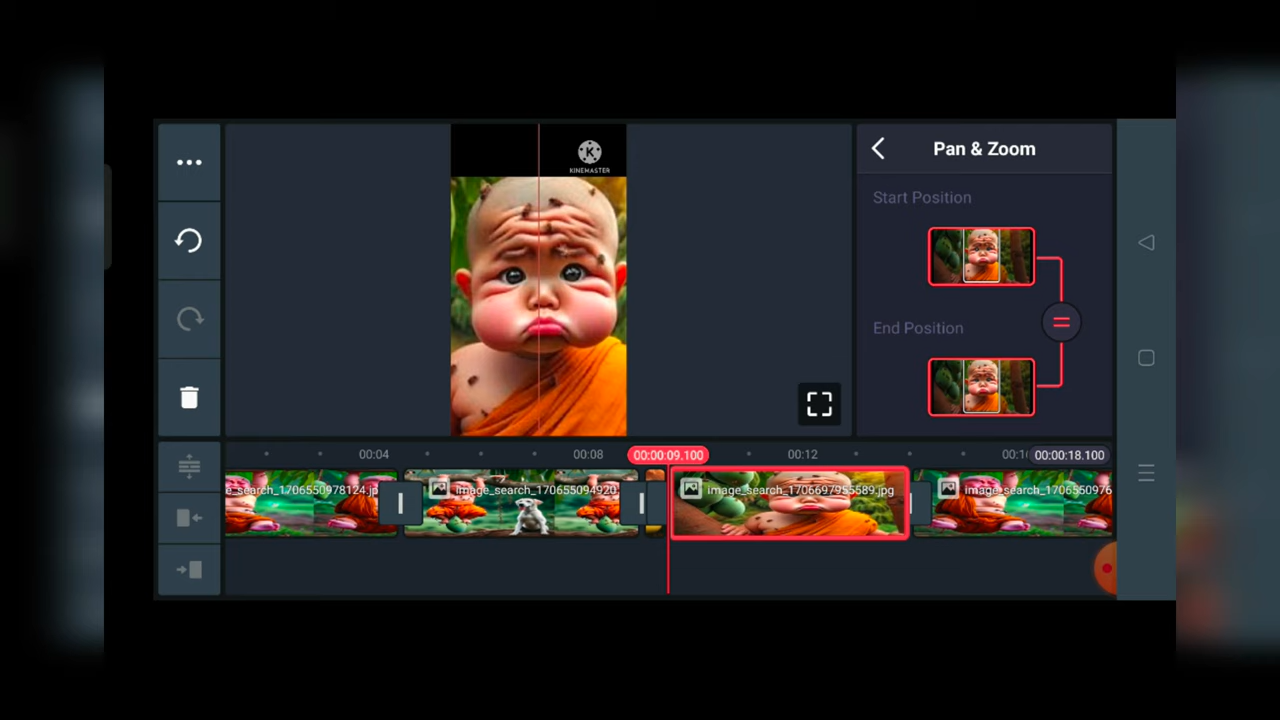 KINEMASTER
Pan & Zoom
Start Position
End Position
00:04
00:08
00:00:09.100
00:12
00:1
00:00:18.100
e_search_1706550978124.jp
image_search_170655094920
image_search_1706697955589.jpg
image_search_1706550976